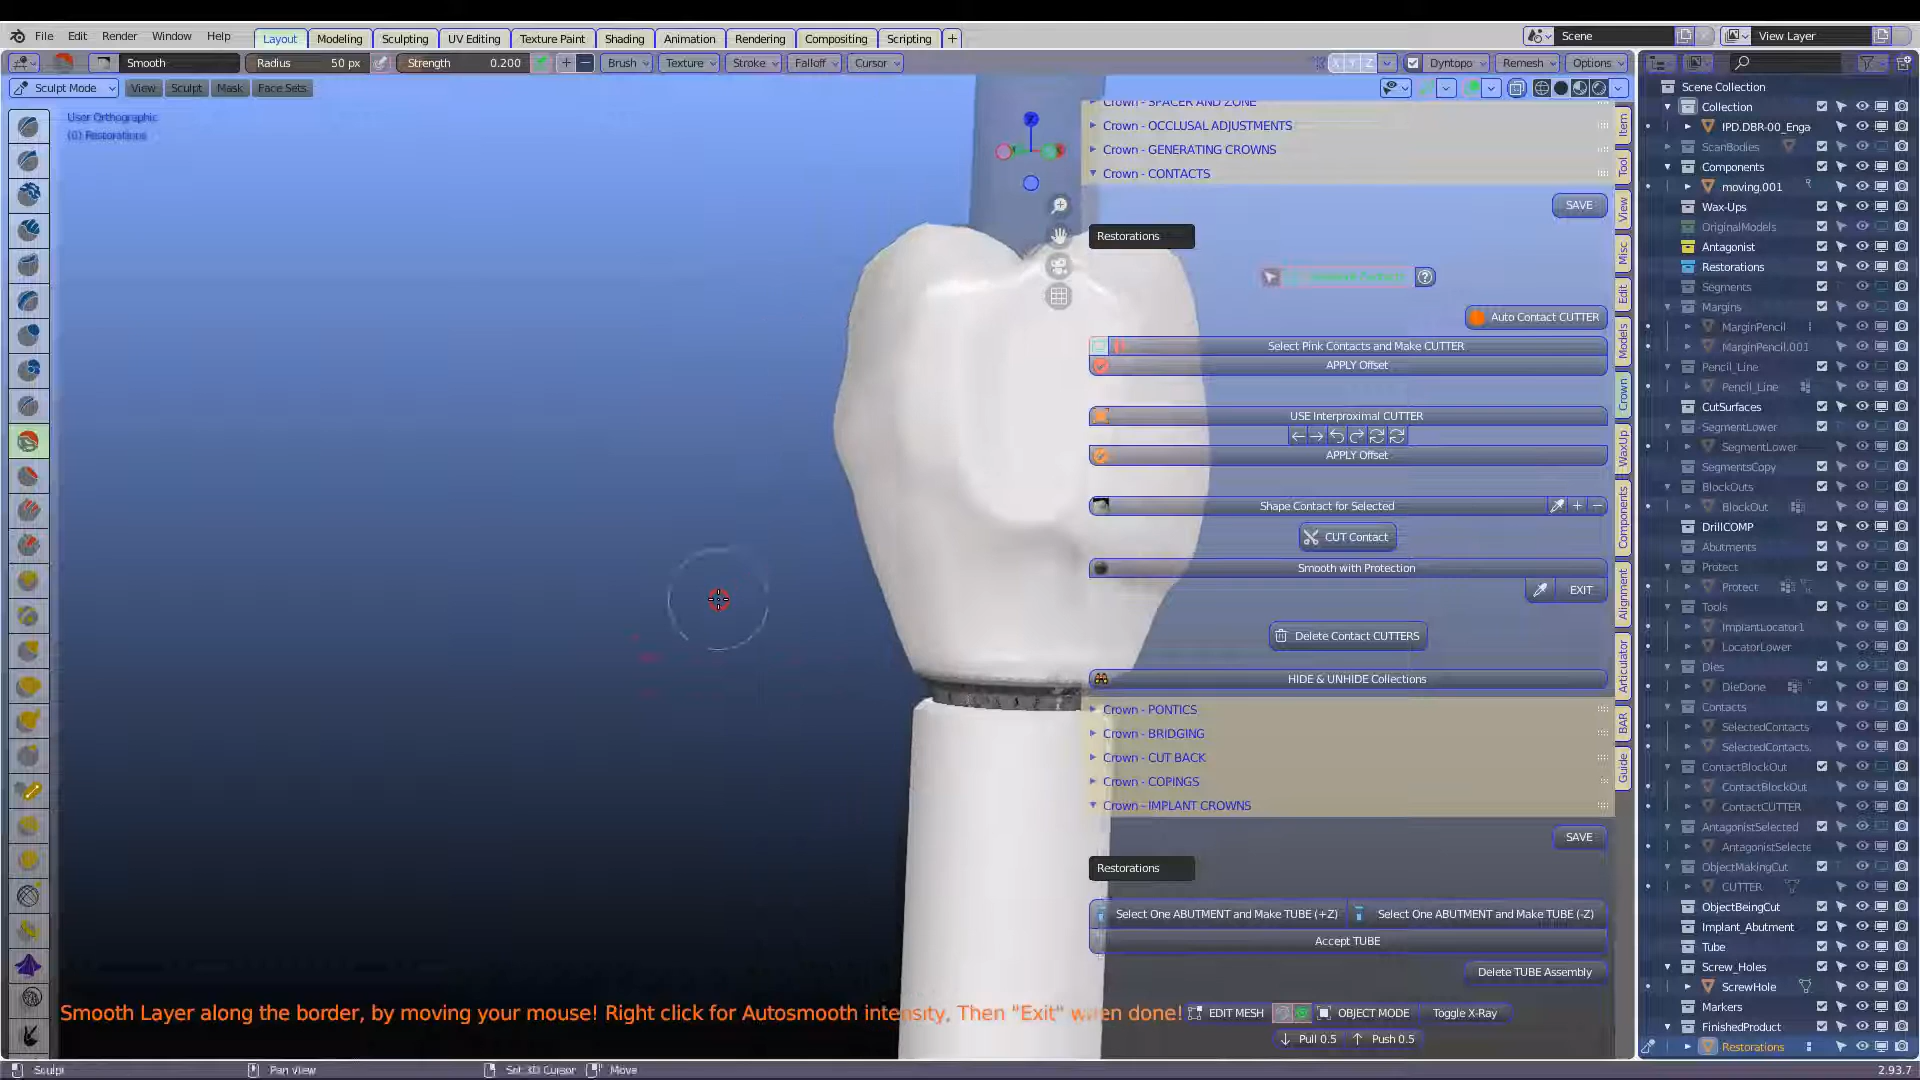 File Edit Render Window Help Layout Modeling Sculpting UV Editing Texture Paint Shading Animation Rendering Compositing Scripting + Scene View Layer
Smooth Radius 50 px Strength 0.200 Brush Texture Stroke Falloff Cursor X Y Z Dyntopo Remesh Options
Sculpt Mode View Sculpt Mask Face Sets
User Orthographic
(0) Restorations
Crown - SPACER AND ZONE
Crown - OCCLUSAL ADJUSTMENTS
Crown - GENERATING CROWNS
Crown - CONTACTS
SAVE
Restorations
Auto Contact CUTTER
Select Pink Contacts and Make CUTTER
APPLY Offset
USE Interproximal CUTTER
APPLY Offset
Shape Contact for Selected
CUT Contact
Smooth with Protection
EXIT
Delete Contact CUTTERS
HIDE & UNHIDE Collections
Crown - PONTICS
Crown - BRIDGING
Crown - CUT BACK
Crown - COPINGS
Crown - IMPLANT CROWNS
SAVE
Restorations
Select One ABUTMENT and Make TUBE (+Z) Select One ABUTMENT and Make TUBE (-Z)
Accept TUBE
Delete TUBE Assembly
Smooth Layer along the border, by moving your mouse! Right click for Autosmooth intensity, Then "Exit" when done!
EDIT MESH OBJECT MODE Toggle X-Ray
Pull 0.5 Push 0.5
Item
Tool
View
Misc
Edit
Models
Crown
WaxUp
Components
Alignment
Articulator
BAR
Guide
Scene Collection
Collection
IPD.DBR-00_Enga
ScanBodies
Components
moving.001
Wax-Ups
OriginalModels
Antagonist
Restorations
Segments
Margins
MarginPencil
MarginPencil.001
Pencil_Line
Pencil_Line
CutSurfaces
SegmentLower
SegmentLower
SegmentsCopy
BlockOuts
BlockOut
DrillCOMP
Abutments
Protect
Protect
Tools
ImplantLocator1
LocatorLower
Dies
DieDone
Contacts
SelectedContacts
SelectedContacts.
ContactBlockOut
ContactBlockOut
ContactCUTTER
AntagonistSelected
AntagonistSelecte
ObjectMakingCut
CUTTER
ObjectBeingCut
Implant_Abutment
Tube
Screw_Holes
ScrewHole
Markers
FinishedProduct
Restorations
Sculpt Pan View Set 3D Cursor Move 2.93.7